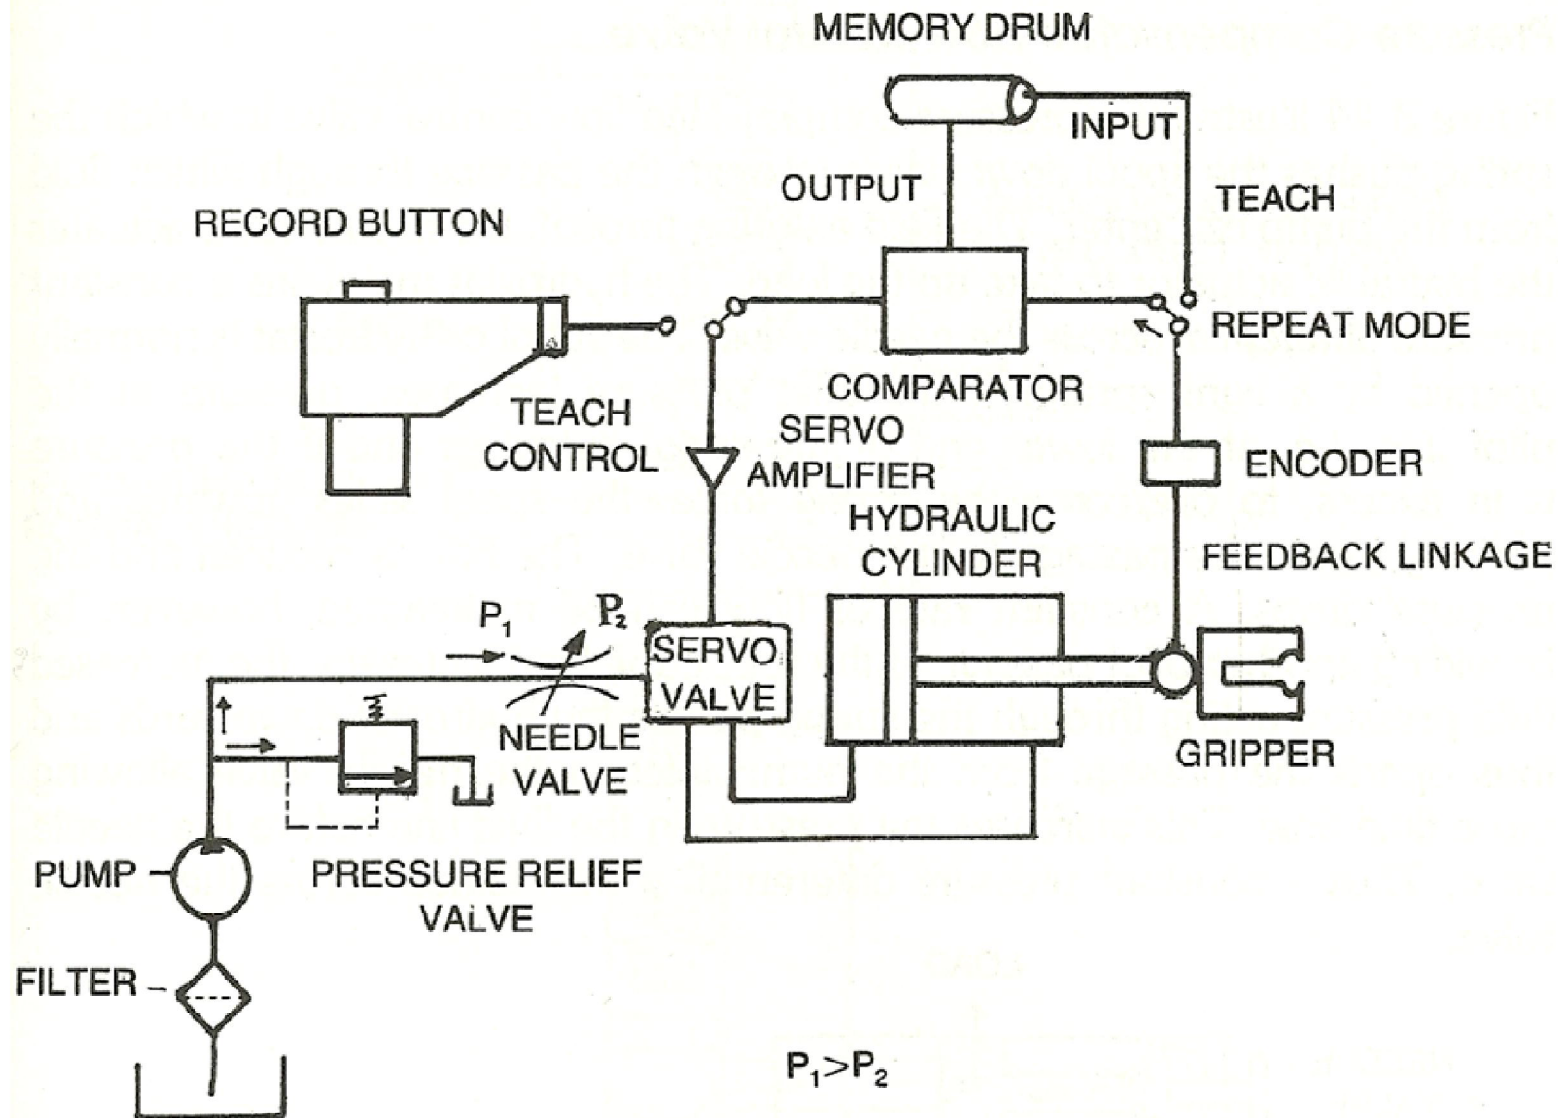 MEMORY DRUM
INPUT
OUTPUT
TEACH
RECORD BUTTON
REPEAT MODE
COMPARATOR
TEACH
CONTROL
SERVO
AMPLIFIER
ENCODER
HYDRAULIC
CYLINDER
FEEDBACK LINKAGE
P₁
P₂
SERVO
VALVE
NEEDLE
VALVE
GRIPPER
PUMP
PRESSURE RELIEF
VALVE
FILTER
P₁>P₂